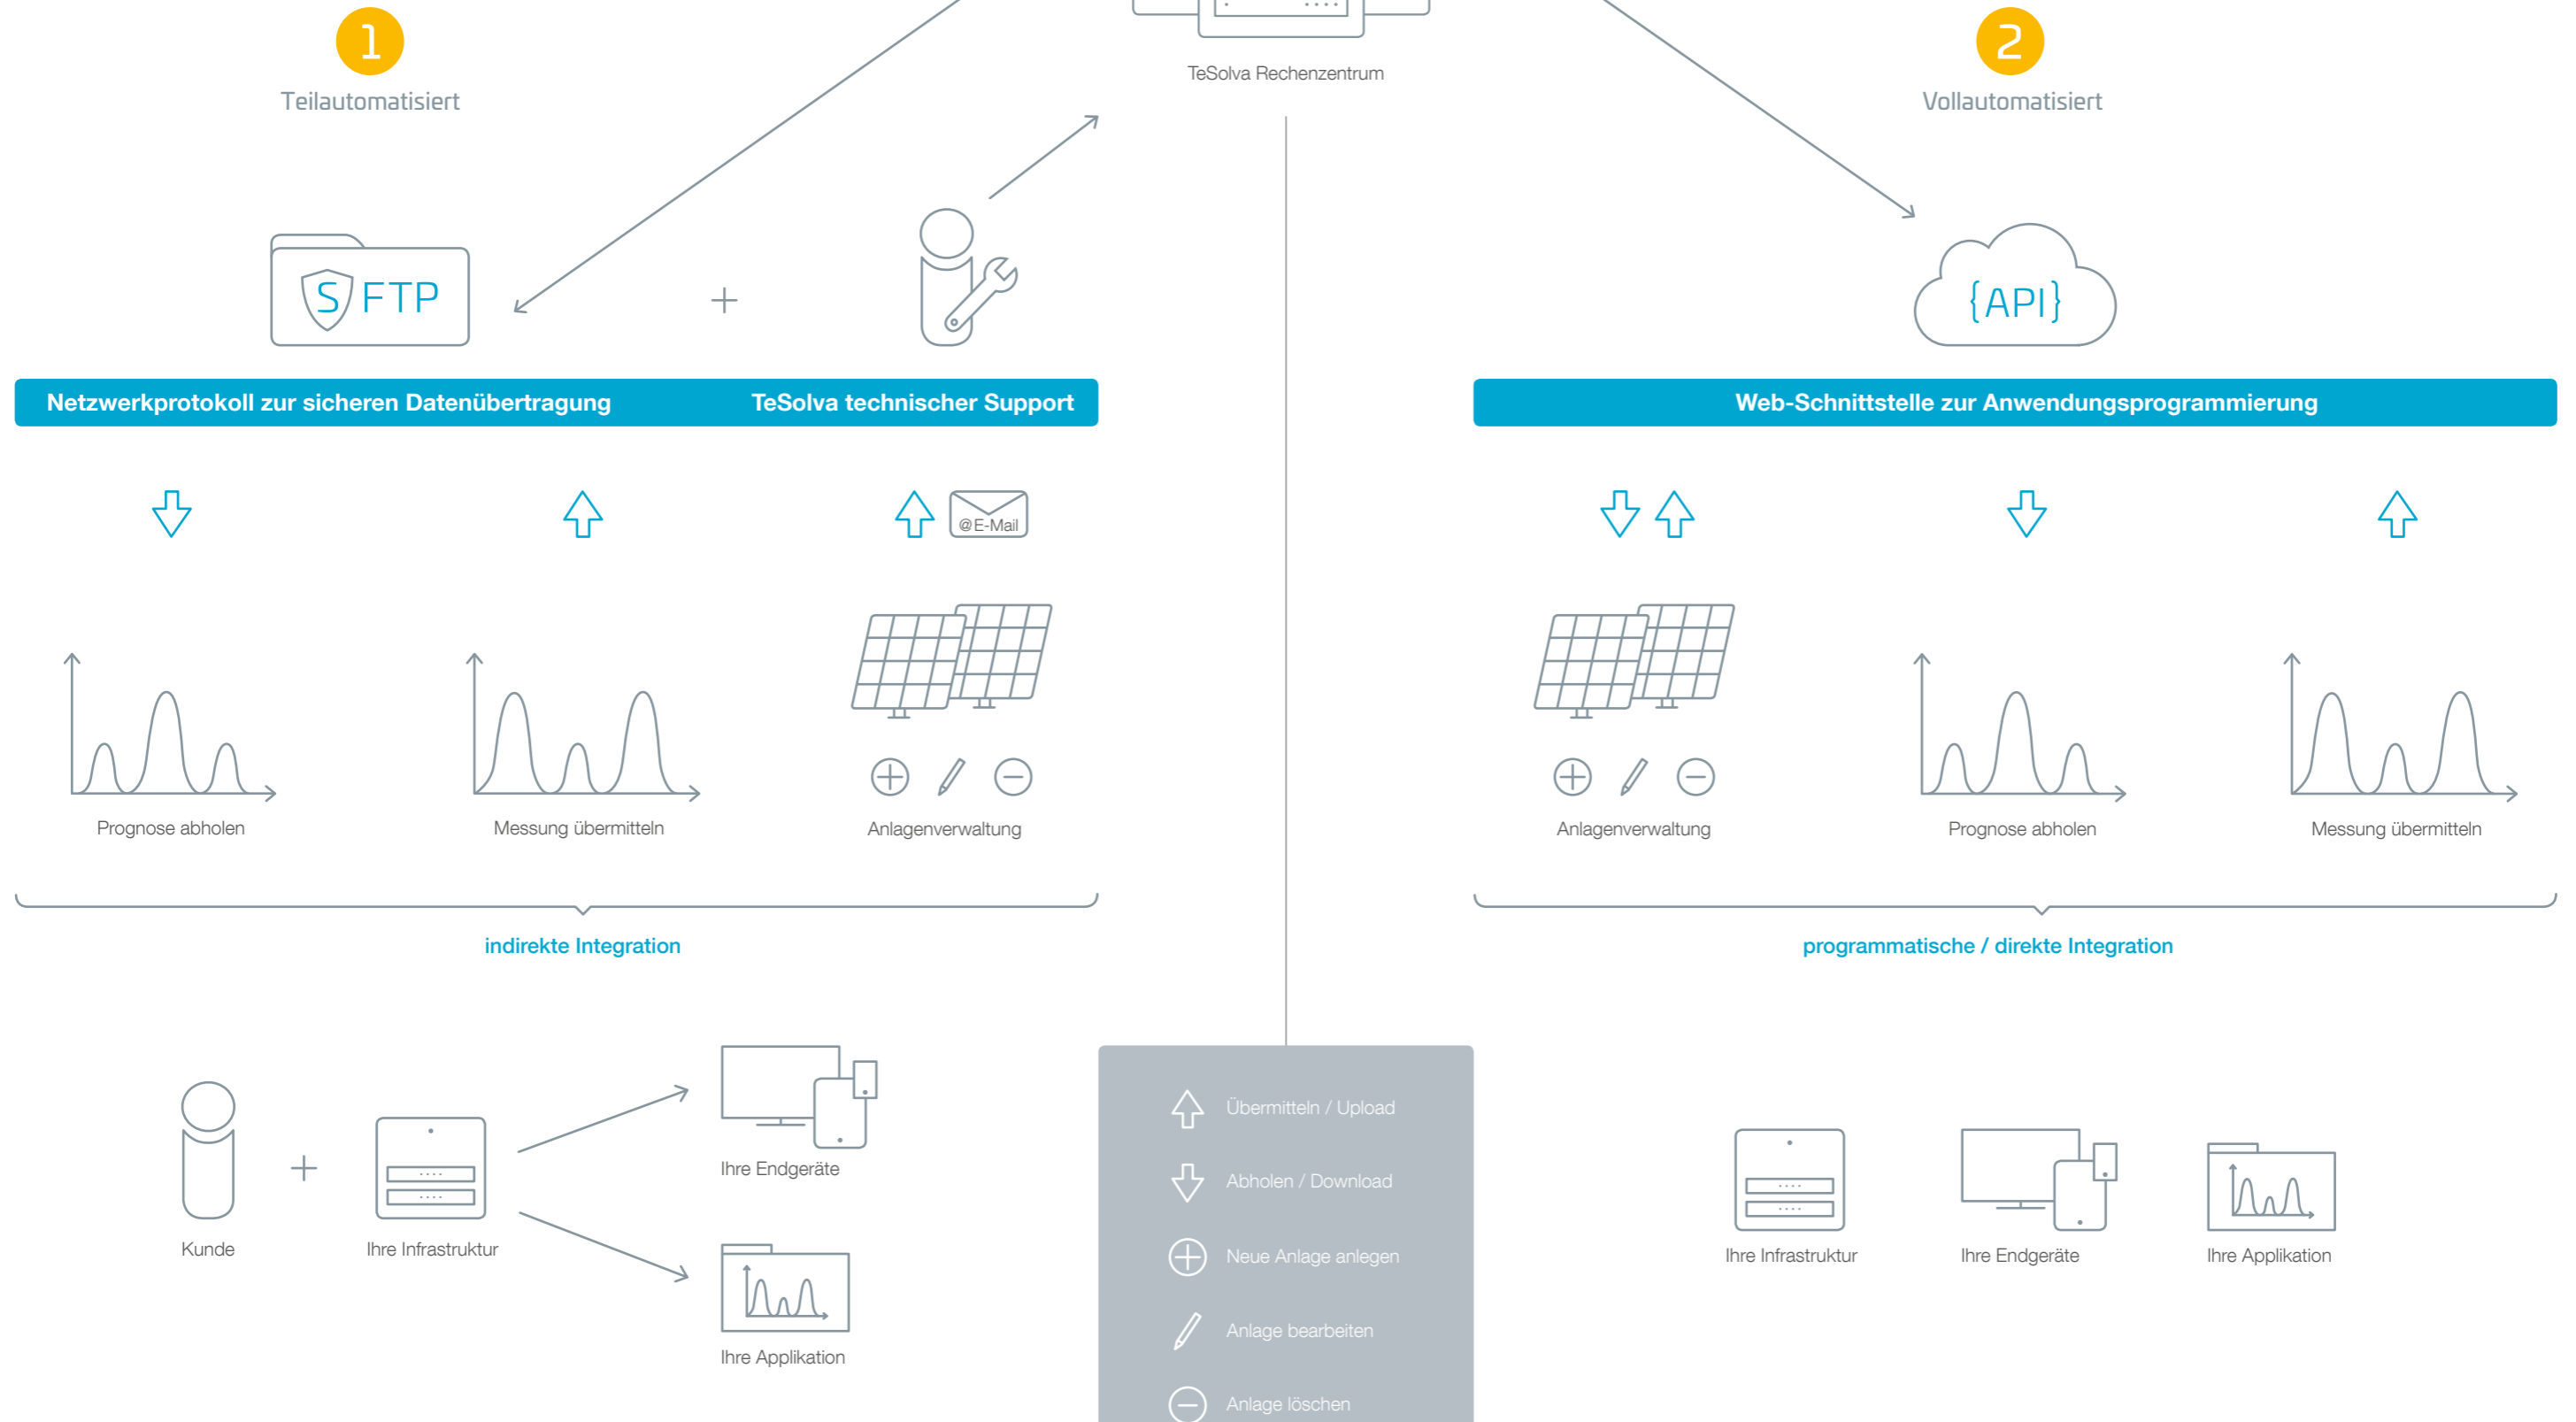 1
Teilautomatisiert
TeSolva Rechenzentrum
2
Vollautomatisiert
S FTP
{API}
Netzwerkprotokoll zur sicheren Datenübertragung
TeSolva technischer Support
Web-Schnittstelle zur Anwendungsprogrammierung
@E-Mail
Prognose abholen
Messung übermitteln
Anlagenverwaltung
Anlagenverwaltung
Prognose abholen
Messung übermitteln
indirekte Integration
programmatische / direkte Integration
Kunde
Ihre Infrastruktur
Ihre Endgeräte
Ihre Applikation
Übermitteln / Upload
Abholen / Download
Neue Anlage anlegen
Anlage bearbeiten
Anlage löschen
Ihre Infrastruktur
Ihre Endgeräte
Ihre Applikation